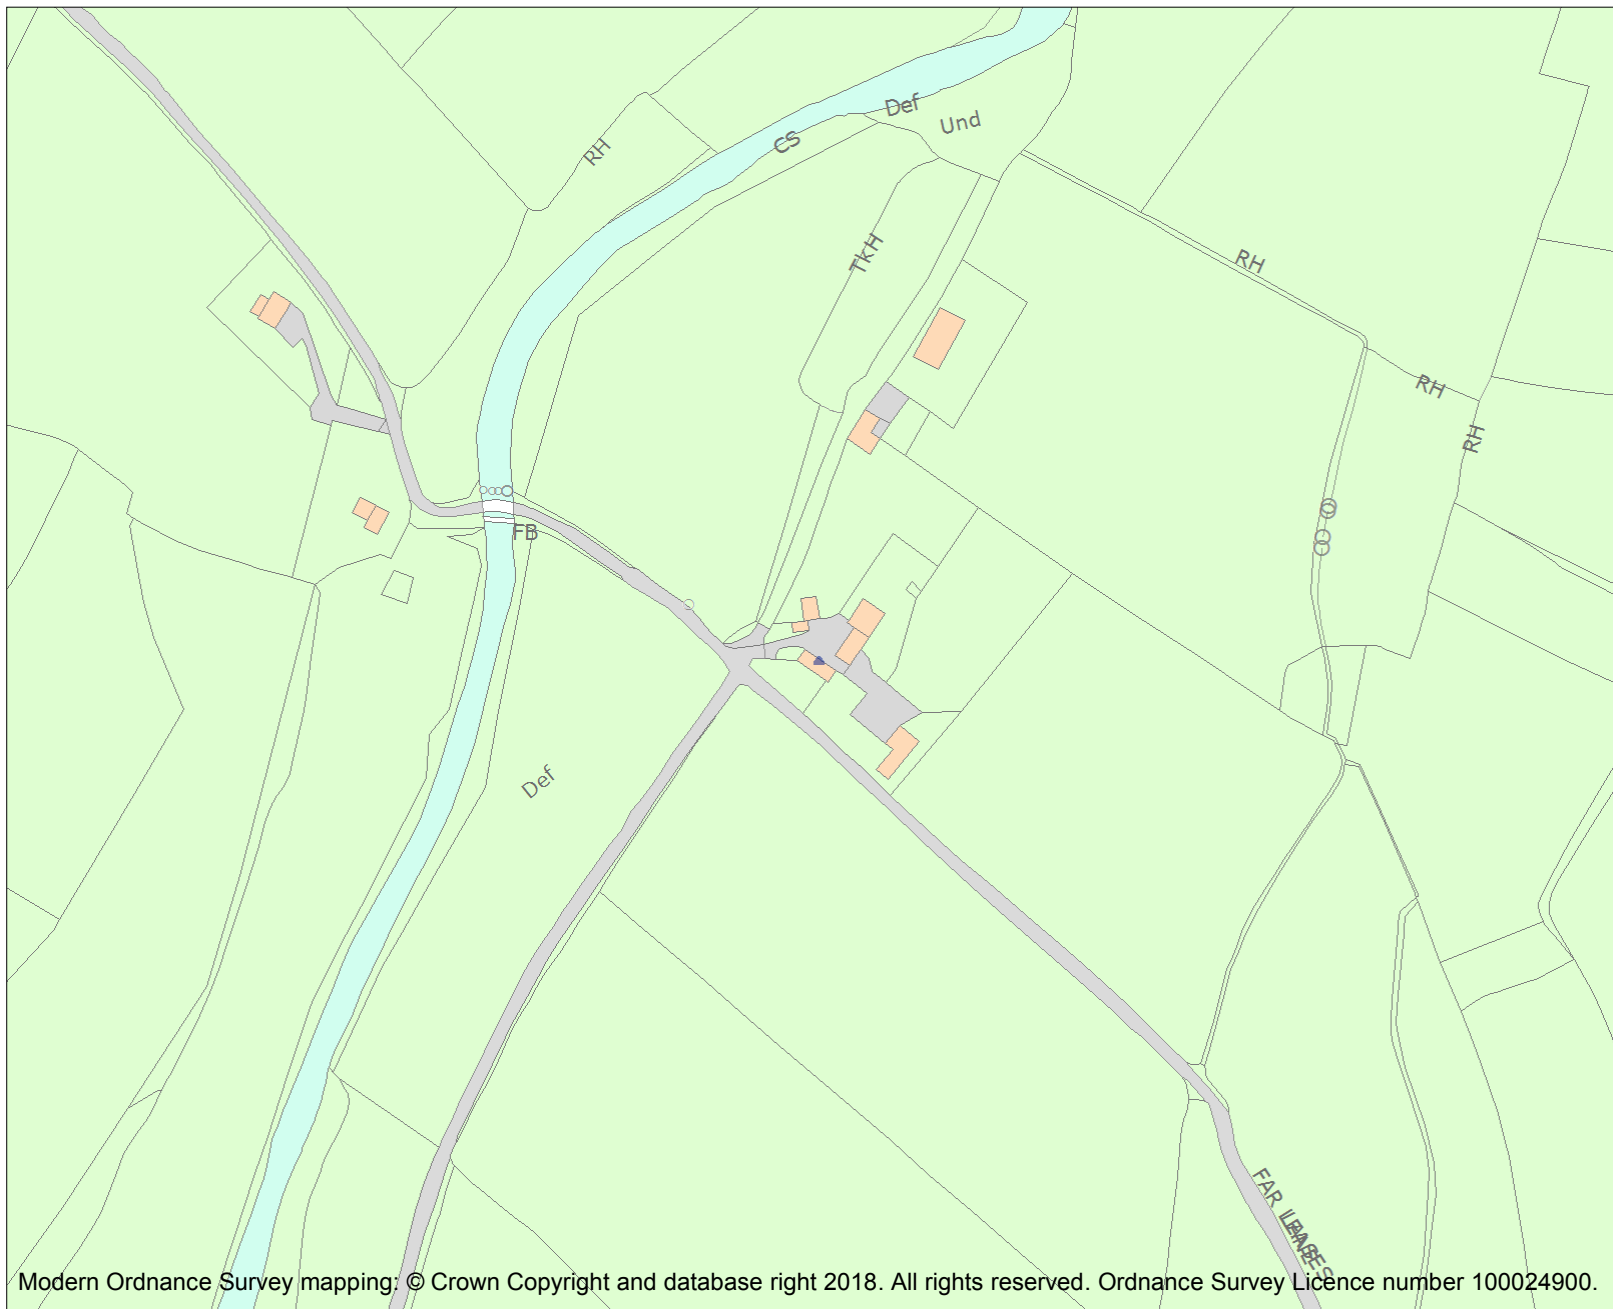 Def
Und
CS
RH
TkH
RH
RH
RH
FB
Def
FAR LEASES
LANE
Modern Ordnance Survey mapping: © Crown Copyright and database right 2018. All rights reserved. Ordnance Survey Licence number 100024900.